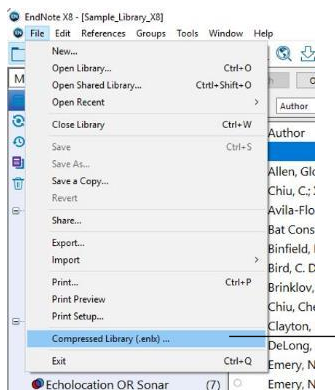 EndNote X8 - [Sample_Library_X8]
File Edit References Groups Tools Window Help
New...
Open Library... Ctrl+O
Open Shared Library... Ctrl+Shift+O
Open Recent >
Close Library Ctrl+W
Save Ctrl+S
Save As...
Save a Copy...
Revert
Share...
Export...
Import >
Print... Ctrl+P
Print Preview
Print Setup...
Compressed Library (.enlx) ...
Exit Ctrl+Q
M
Author
Author
Allen, Glo
Chiu, C.;
Avila-Flo
Bat Cons
Binfield,
Bird, C. D
Brinklov,
Chiu, Che
Clayton,
DeLong,
Emery, N
Emery, N
Echolocation OR Sonar (7)